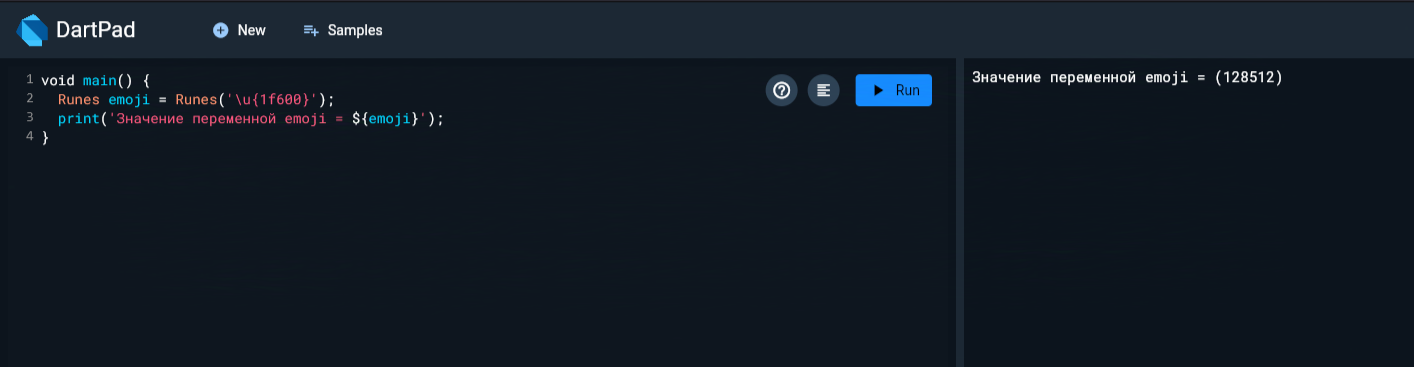 DartPad
New
Samples
1 void main() {
2   Runes emoji = Runes('\u{1f600}');
3   print('Значение переменной emoji = ${emoji}');
4 }
Run
Значение переменной emoji = (128512)